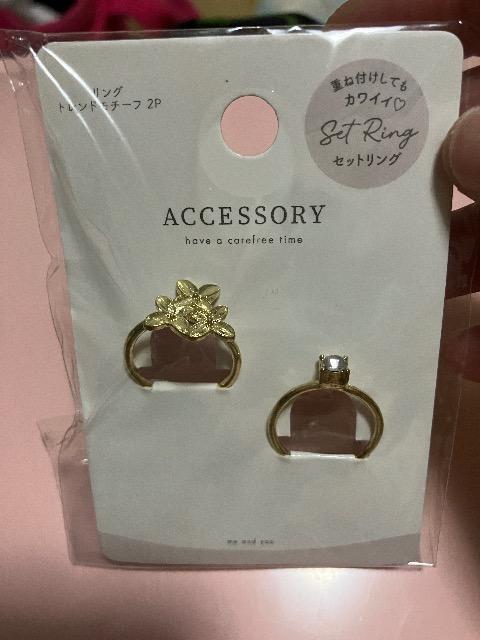 リング
トレンドモチーフ 2P
重ね付けしても
カワイイ♡
Set Ring
セットリング
ACCESSORY
have a carefree time
me and you